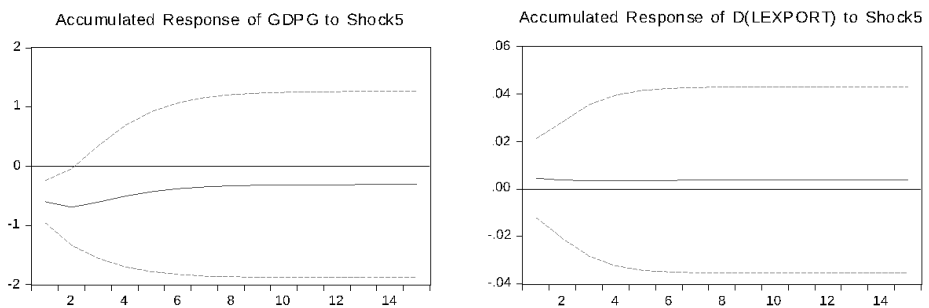 Accumulated Response of GDPG to Shock5
2
1
0
-1
-2
2 4 6 8 10 12 14
Accumulated Response of D(LEXPORT) to Shock5
.06
.04
.02
.00
-.02
-.04
2 4 6 8 10 12 14